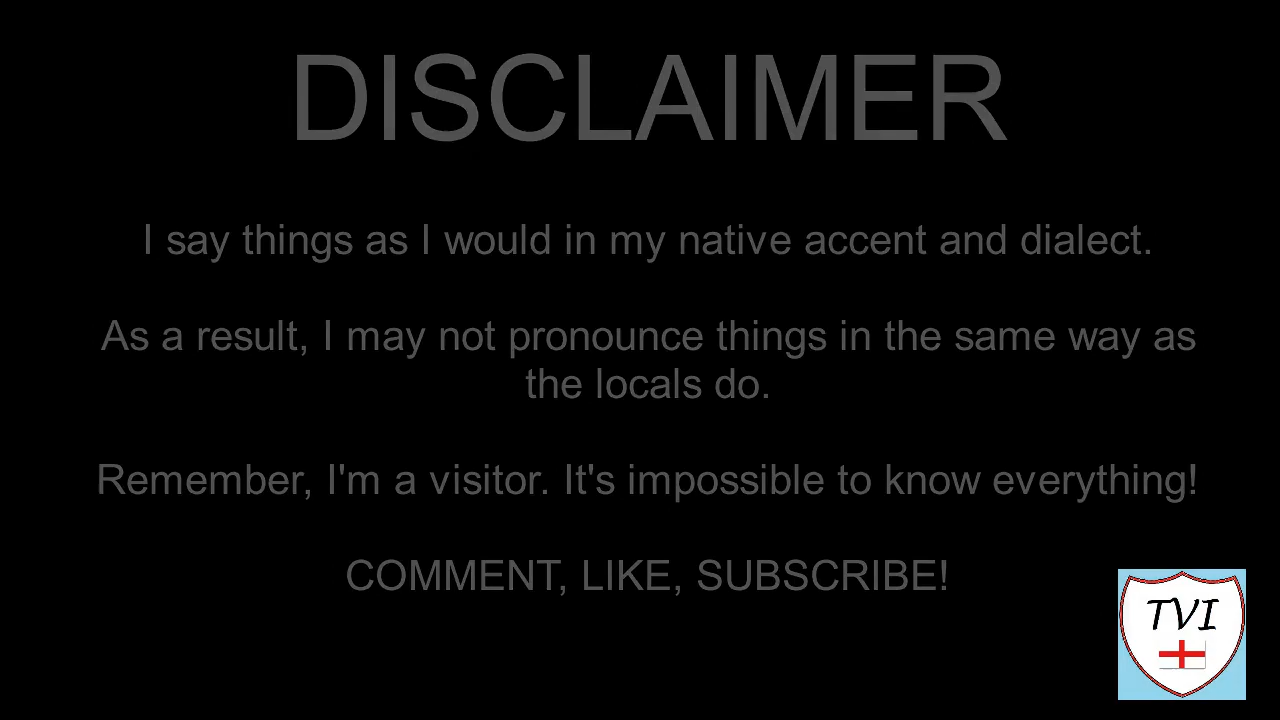 DISCLAIMER
I say things as I would in my native accent and dialect.
As a result, I may not pronounce things in the same way as
the locals do.
Remember, I'm a visitor. It's impossible to know everything!
COMMENT, LIKE, SUBSCRIBE!
TVI